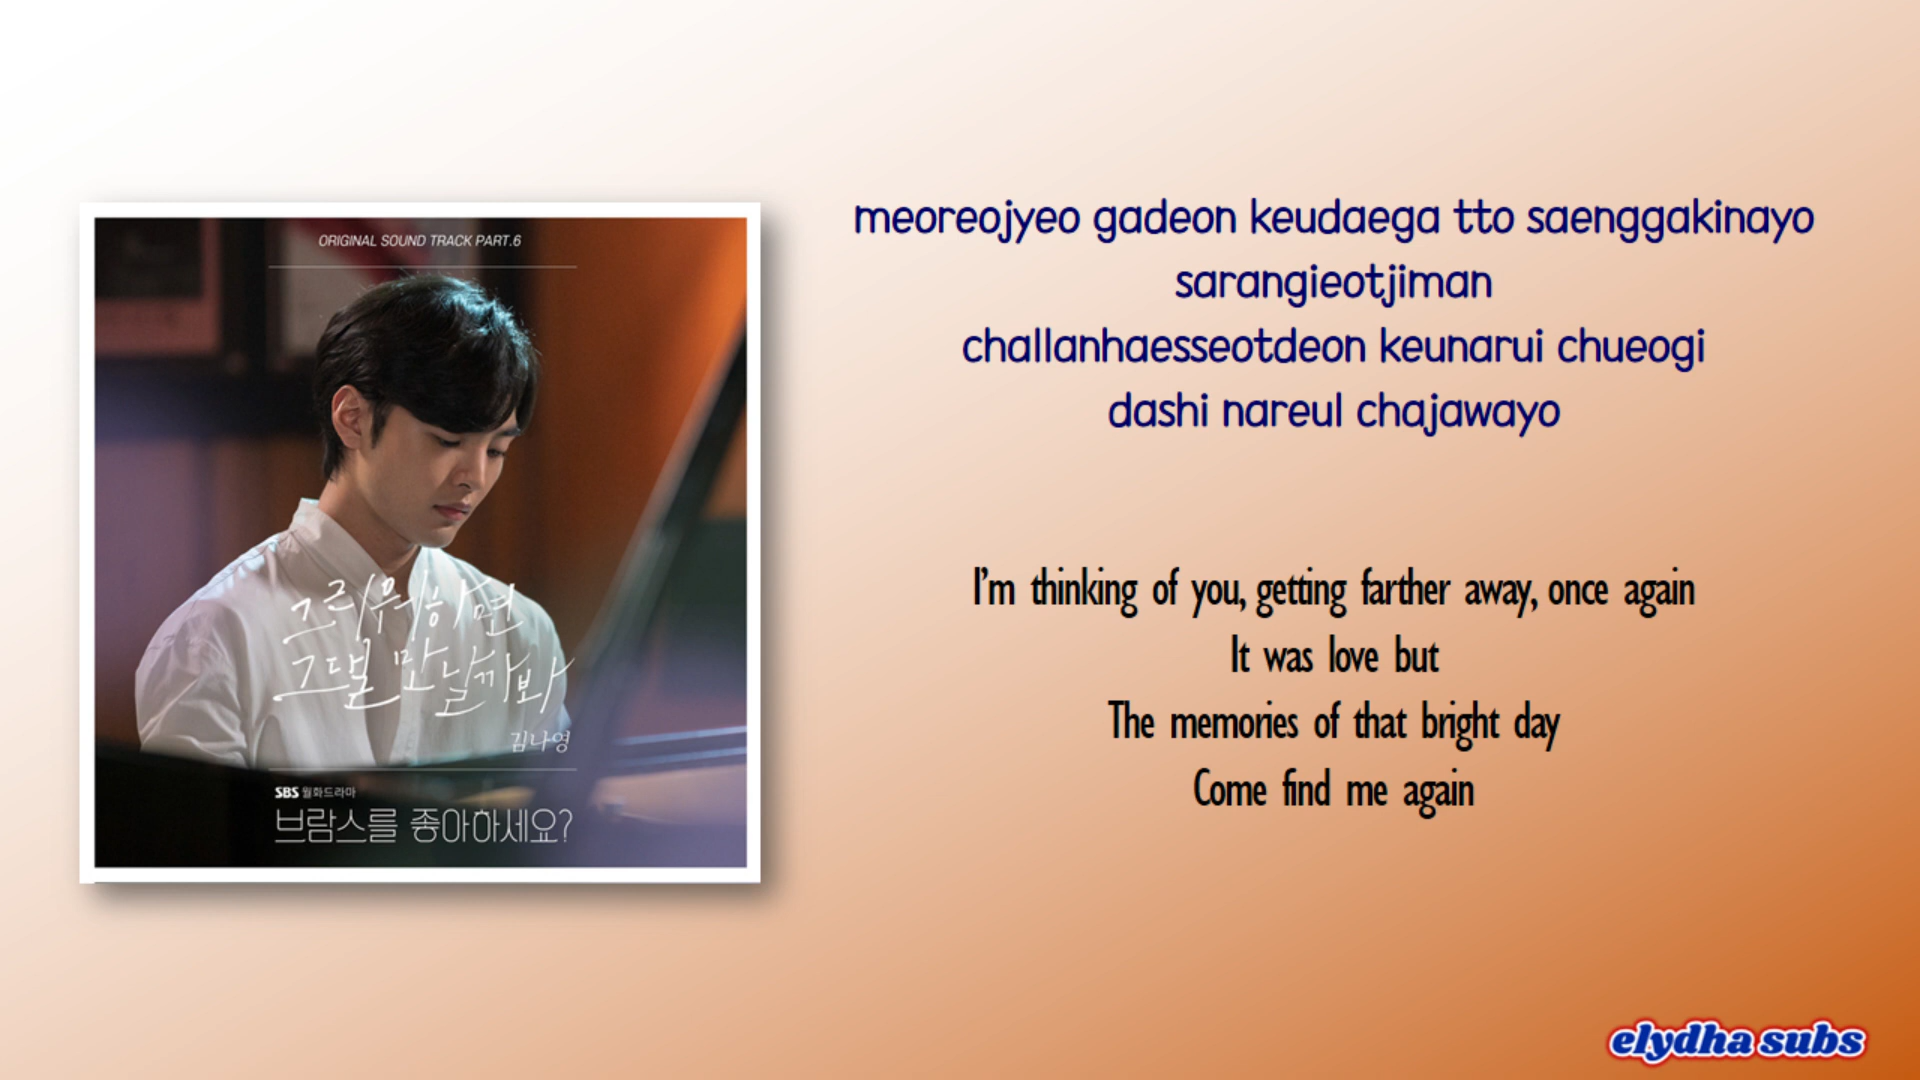 ORIGINAL SOUND TRACK PART.6
그리워하면
그댈 만날까봐
김나영
SBS 월화드라마
브람스를 좋아하세요?
meoreojyeo gadeon keudaega tto saenggakinayo
sarangieotjiman
challanhaesseotdeon keunarui chueogi
dashi nareul chajawayo
I'm thinking of you, getting farther away, once again
It was love but
The memories of that bright day
Come find me again
elydha subs